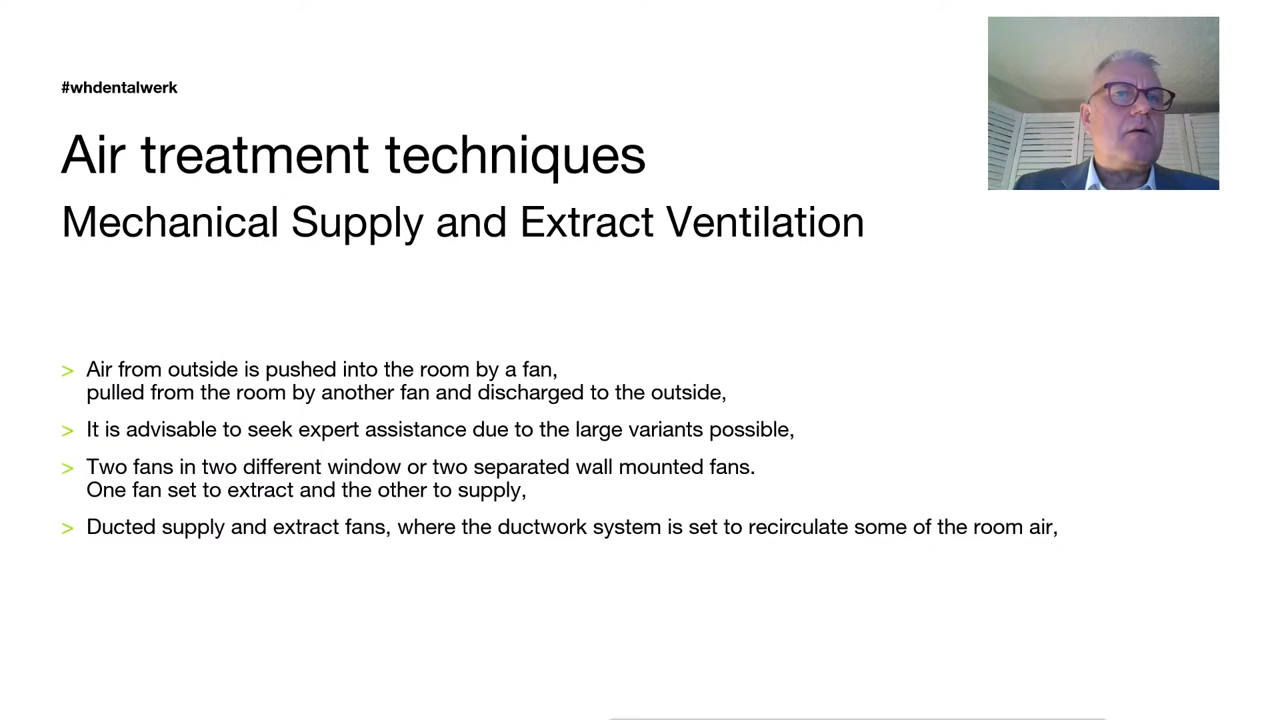 #whdentalwerk
Air treatment techniques
Mechanical Supply and Extract Ventilation
> Air from outside is pushed into the room by a fan,
pulled from the room by another fan and discharged to the outside,
> It is advisable to seek expert assistance due to the large variants possible,
> Two fans in two different window or two separated wall mounted fans.
One fan set to extract and the other to supply,
> Ducted supply and extract fans, where the ductwork system is set to recirculate some of the room air,